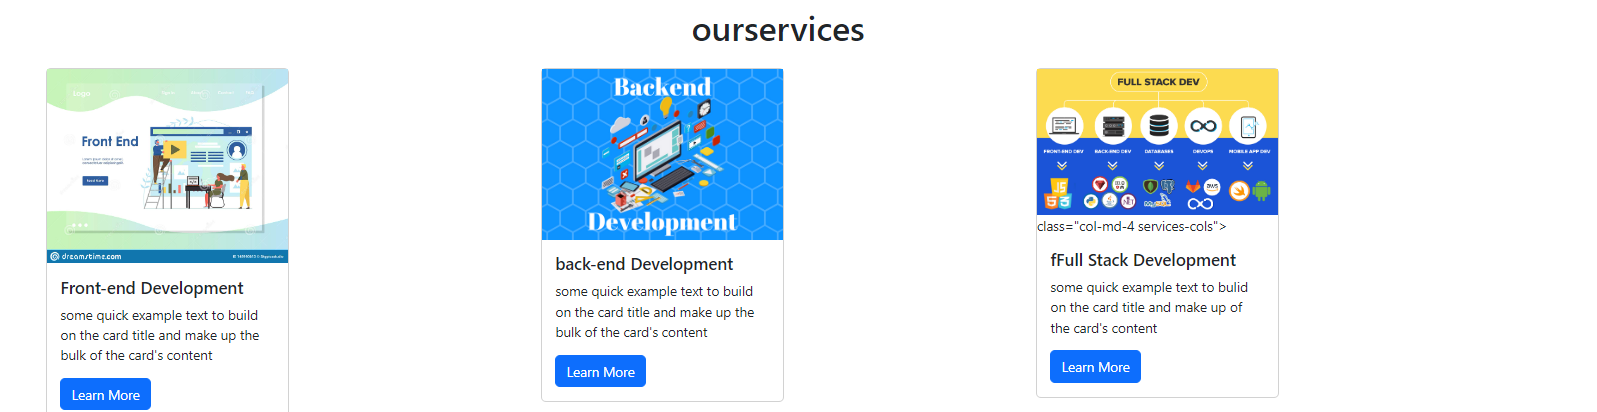 ourservices
Logo
Front End
Read More
dreamstime.com
Front-end Development
some quick example text to build
on the card title and make up the
bulk of the card's content
Learn More
Backend
Development
back-end Development
some quick example text to build
on the card title and make up the
bulk of the card's content
Learn More
FULL STACK DEV
FRONT-END DEV
BACK-END DEV
DATABASES
DEVOPS
MOBILE APP DEV
JS
aws
class="col-md-4 services-cols">
fFull Stack Development
some quick example text to bulid
on the card title and make up of
the card's content
Learn More